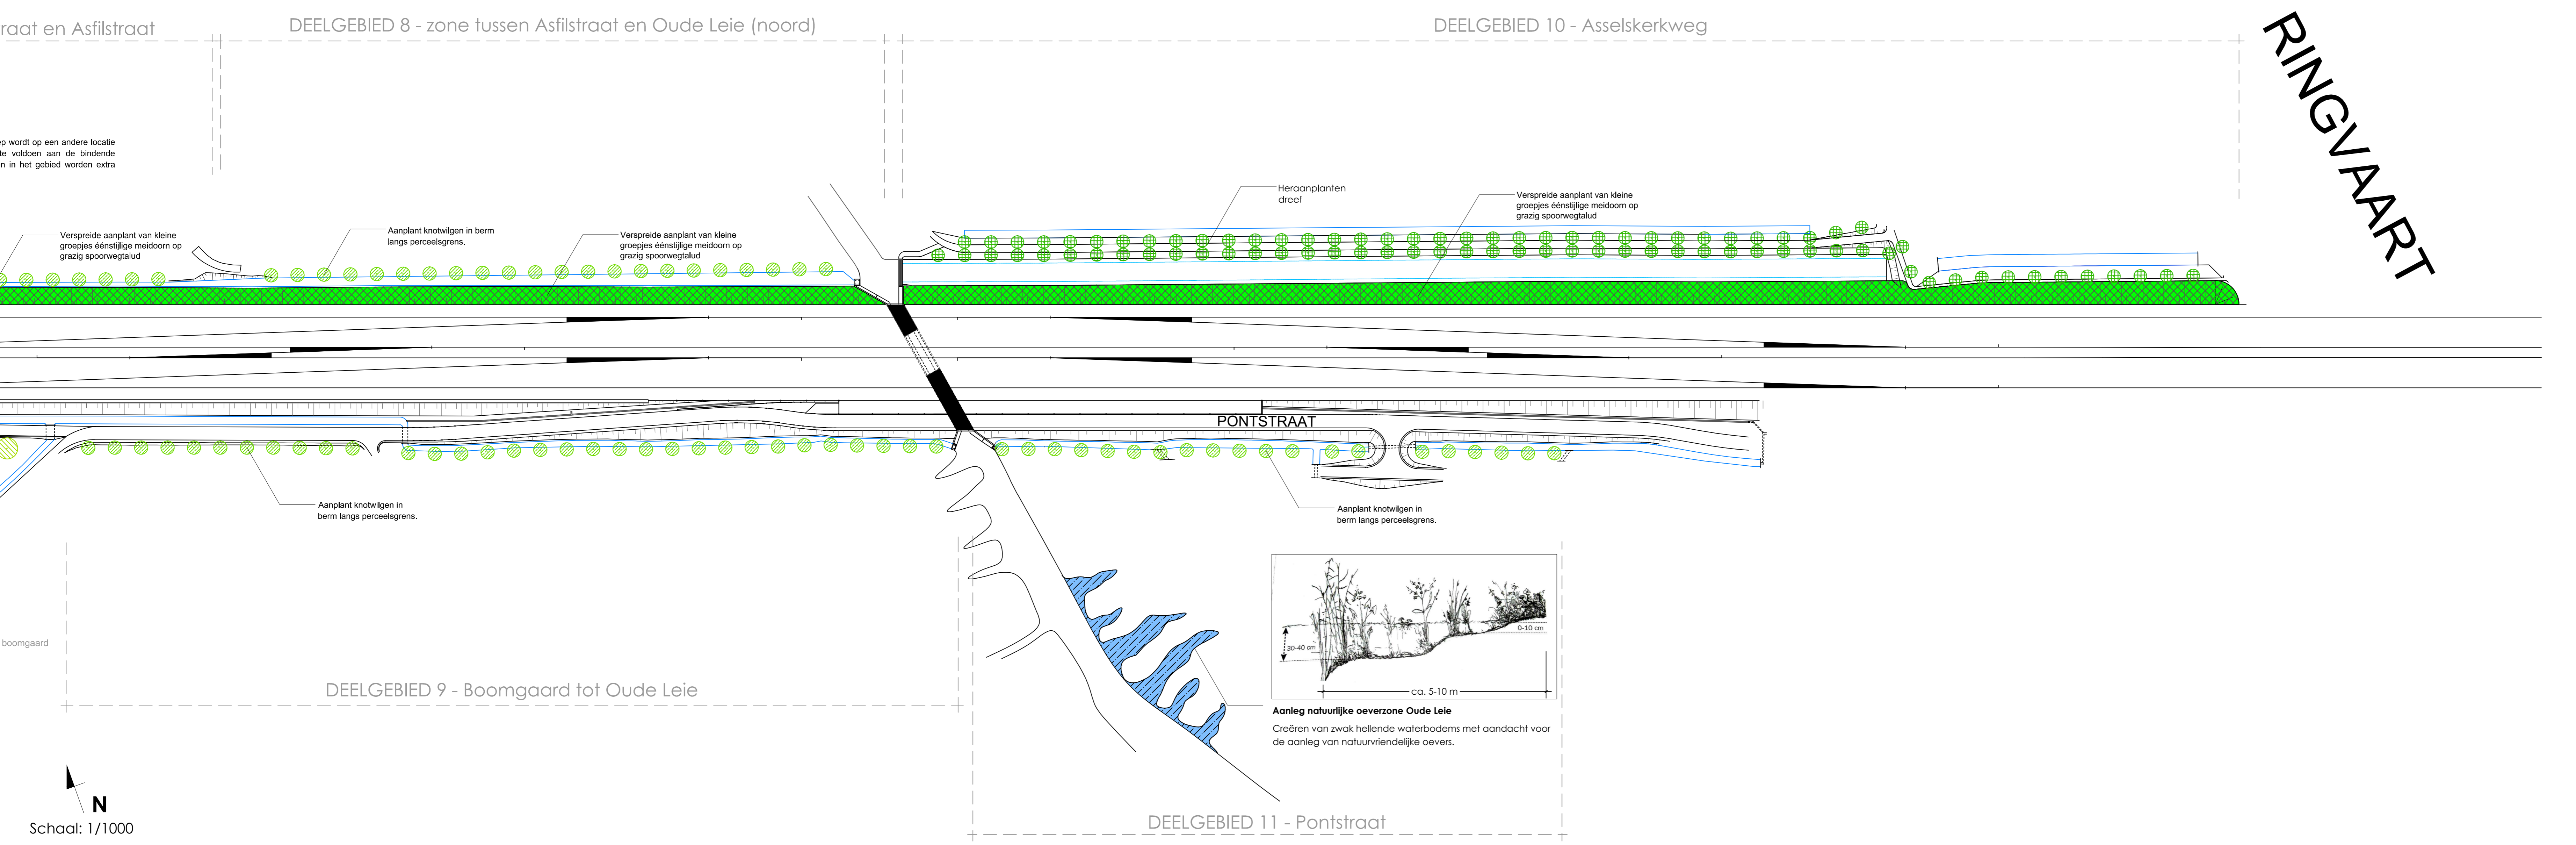 raat en Asfilstraat
DEELGEBIED 8 - zone tussen Asfilstraat en Oude Leie (noord)
DEELGEBIED 10 - Asselskerkweg
RINGVAART
ep wordt op een andere locatie
te voldoen aan de bindende
n in het gebied worden extra
Verspreide aanplant van kleine
groepjes éénstijlige meidoorn op
grazig spoorwegtalud
Aanplant knotwilgen in berm
langs perceelsgrens.
Verspreide aanplant van kleine
groepjes éénstijlige meidoorn op
grazig spoorwegtalud
Heraanplanten
dreef
Verspreide aanplant van kleine
groepjes éénstijlige meidoorn op
grazig spoorwegtalud
PONTSTRAAT
Aanplant knotwilgen in
berm langs perceelsgrens.
Aanplant knotwilgen in
berm langs perceelsgrens.
boomgaard
DEELGEBIED 9 - Boomgaard tot Oude Leie
0-10 cm
30-40 cm
ca. 5-10 m
Aanleg natuurlijke oeverzone Oude Leie
Creëren van zwak hellende waterbodems met aandacht voor
de aanleg van natuurvriendelijke oevers.
N
Schaal: 1/1000
DEELGEBIED 11 - Pontstraat